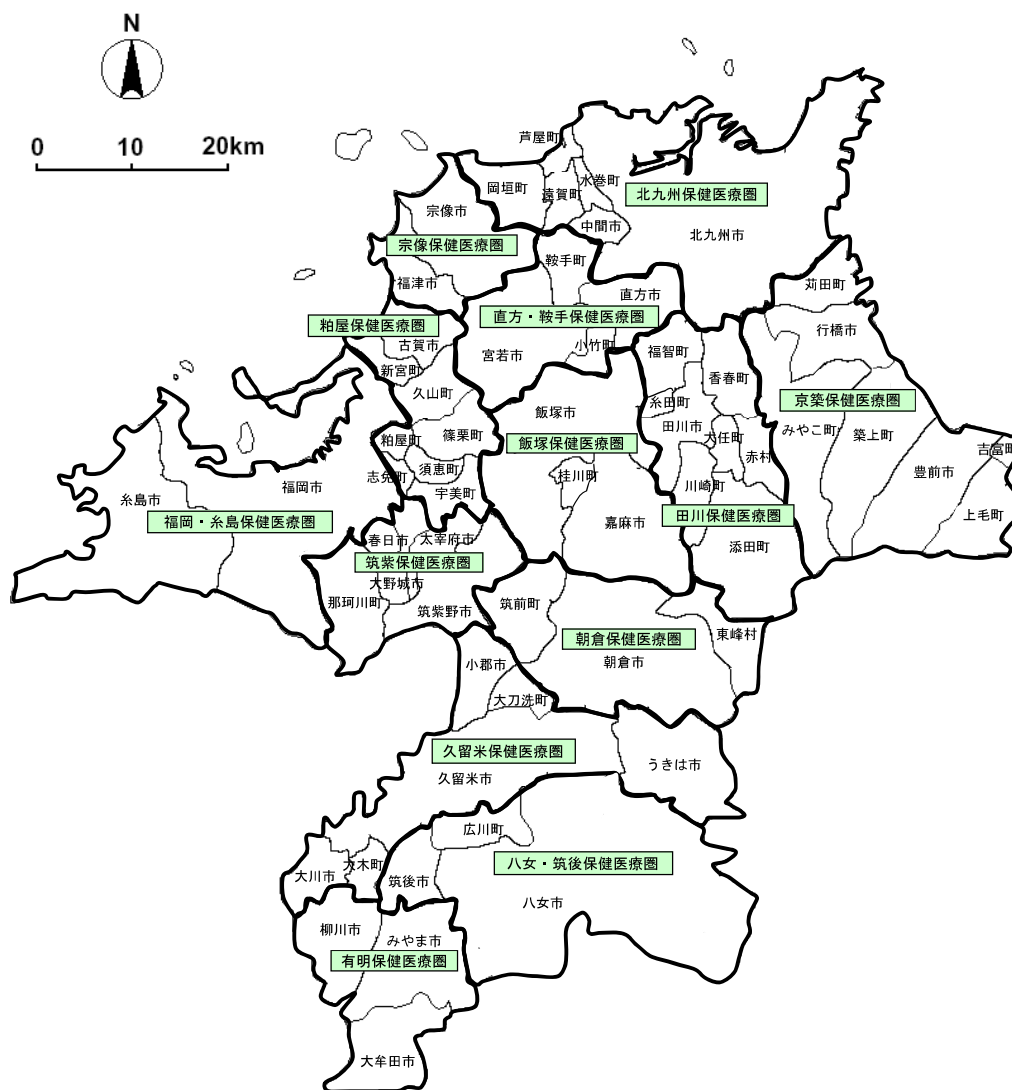 N
0 10 20km
芦屋町
岡垣町
遠賀町
水巻町
北九州保健医療圏
宗像市
中間市
北九州市
宗像保健医療圏
鞍手町
福津市
直方市
苅田町
粕屋保健医療圏
直方・鞍手保健医療圏
行橋市
古賀市
宮若市
小竹町
福智町
新宮町
香春町
久山町
飯塚市
糸田町
京築保健医療圏
田川市
みやこ町
築上町
粕屋町
篠栗町
飯塚保健医療圏
大任町
吉富町
志免町
須恵町
桂川町
赤村
豊前市
糸島市
福岡市
宇美町
川崎町
上毛町
福岡・糸島保健医療圏
嘉麻市
田川保健医療圏
春日市
太宰府市
添田町
筑紫保健医療圏
大野城市
那珂川町
筑紫野市
筑前町
朝倉保健医療圏
東峰村
朝倉市
小郡市
大刀洗町
久留米保健医療圏
うきは市
久留米市
広川町
大川市
大木町
筑後市
八女・筑後保健医療圏
八女市
柳川市
みやま市
有明保健医療圏
大牟田市